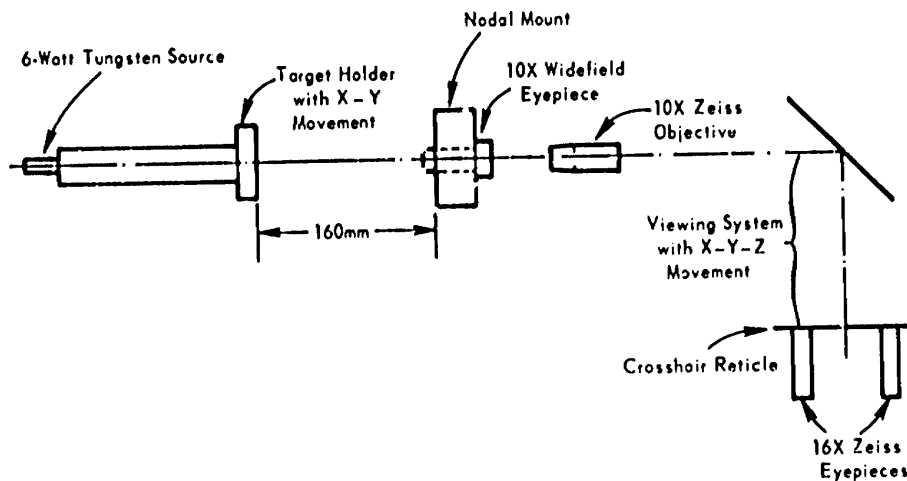 Nodal Mount
6-Watt Tungsten Source
Target Holder
with X-Y
Movement
10X Widefield
Eyepiece
10X Zeiss
Objective
160mm
Viewing System
with X-Y-Z
Movement
Crosshair Reticle
16X Zeiss
Eyepieces